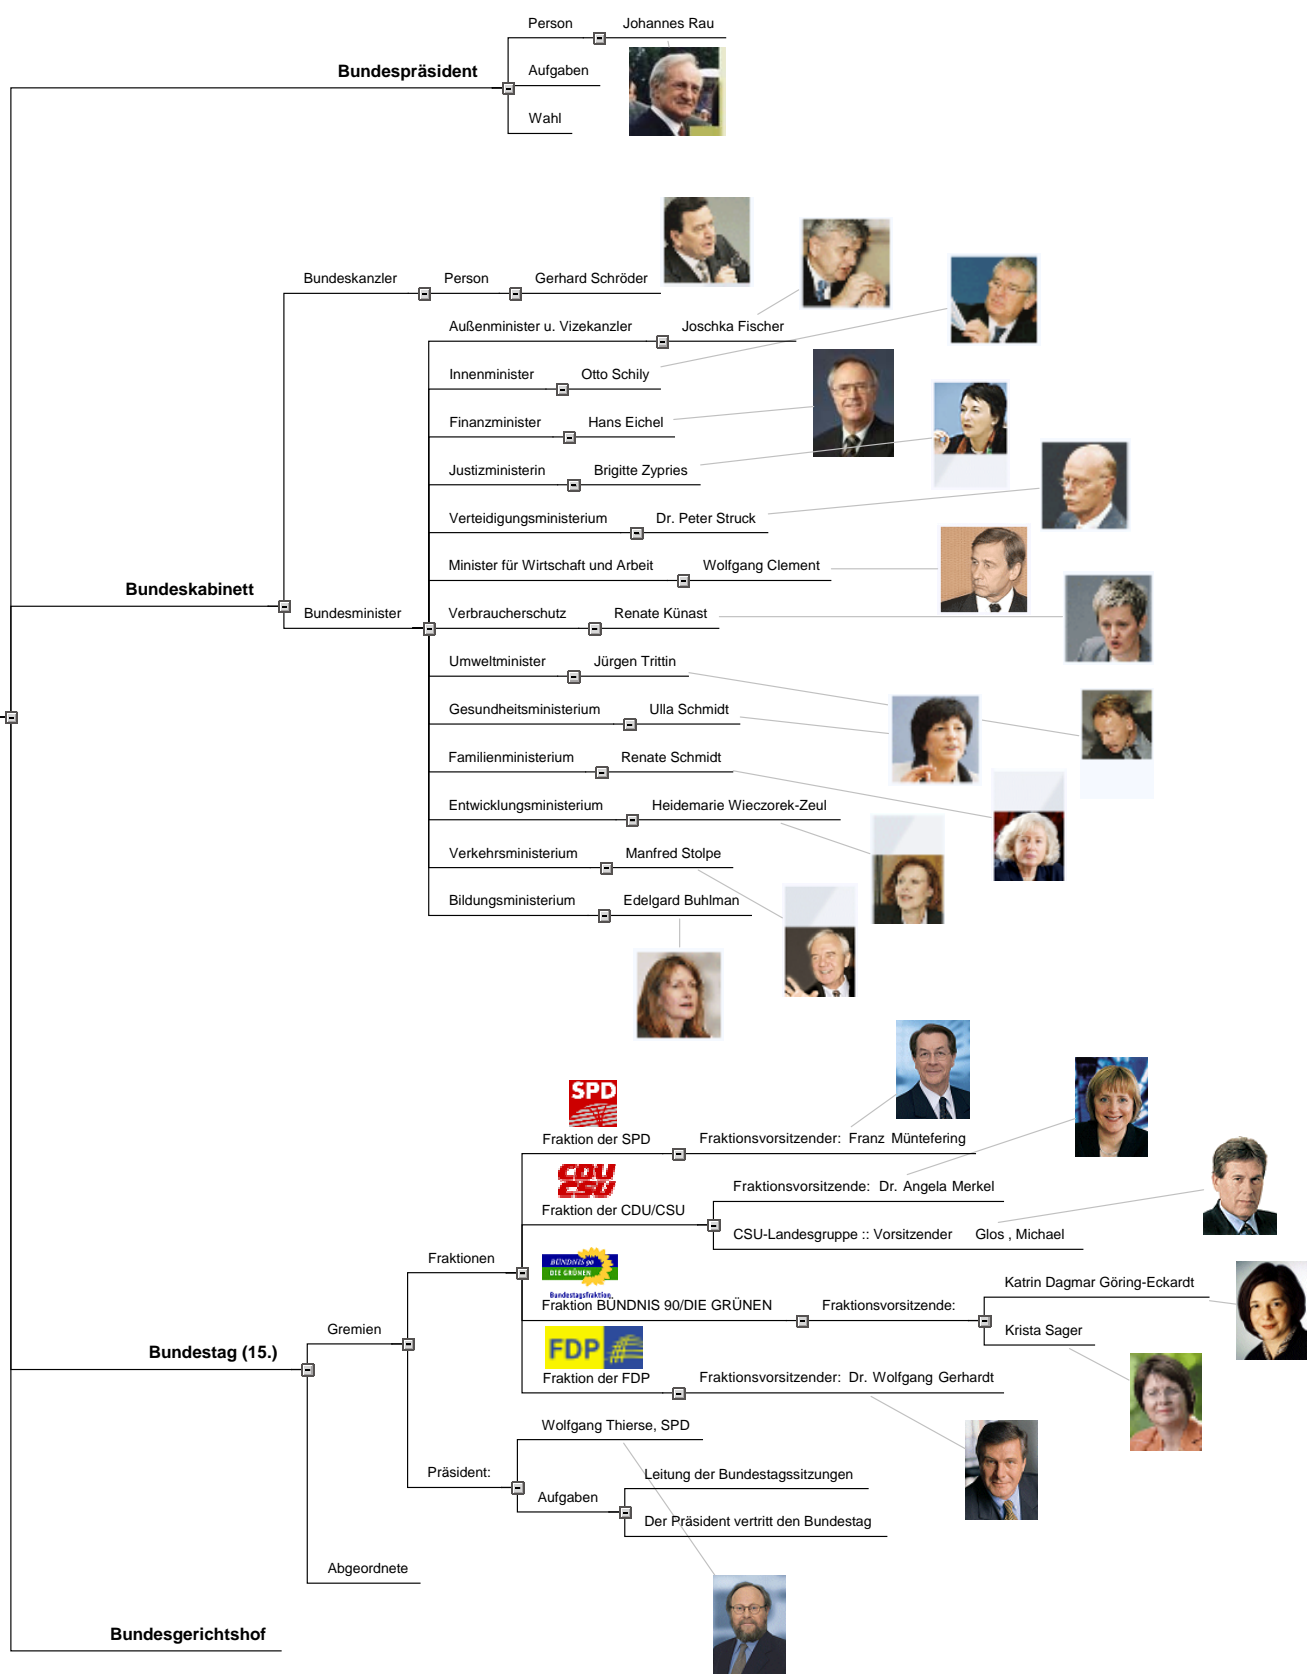 Person Johannes Rau
Bundespräsident
Aufgaben
Wahl
Bundeskanzler Person Gerhard Schröder
Außenminister u. Vizekanzler Joschka Fischer
Innenminister Otto Schily
Finanzminister Hans Eichel
Justizministerin Brigitte Zypries
Verteidigungsministerium Dr. Peter Struck
Minister für Wirtschaft und Arbeit Wolfgang Clement
Bundeskabinett
Bundesminister Verbraucherschutz Renate Künast
Umweltminister Jürgen Trittin
Gesundheitsministerium Ulla Schmidt
Familienministerium Renate Schmidt
Entwicklungsministerium Heidemarie Wieczorek-Zeul
Verkehrsministerium Manfred Stolpe
Bildungsministerium Edelgard Buhlman
SPD
Fraktion der SPD Fraktionsvorsitzender: Franz Müntefering
CDU
CSU
Fraktionsvorsitzende: Dr. Angela Merkel
Fraktion der CDU/CSU
CSU-Landesgruppe :: Vorsitzender Glos , Michael
Fraktionen
BÜNDNIS 90
DIE GRÜNEN
Bundestagsfraktion
Katrin Dagmar Göring-Eckardt
Fraktion BÜNDNIS 90/DIE GRÜNEN Fraktionsvorsitzende:
Krista Sager
Gremien
FDP
Bundestag (15.)
Fraktion der FDP Fraktionsvorsitzender: Dr. Wolfgang Gerhardt
Wolfgang Thierse, SPD
Präsident:
Leitung der Bundestagssitzungen
Aufgaben
Der Präsident vertritt den Bundestag
Abgeordnete
Bundesgerichtshof